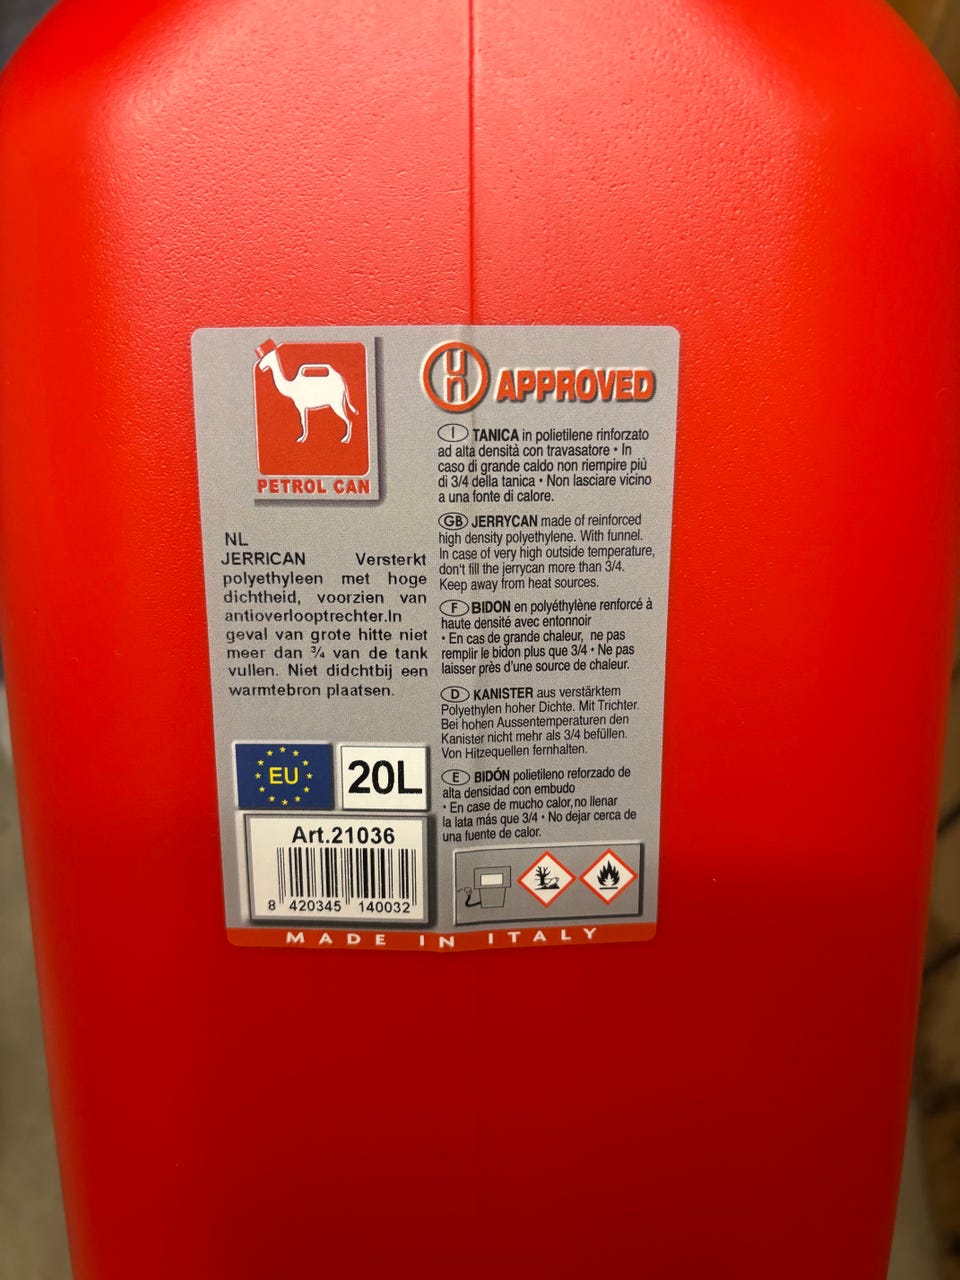 PETROL CAN
UN APPROVED
I TANICA in polietilene rinforzato
ad alta densità con travasatore • In
caso di grande caldo non riempire più
di 3/4 della tanica • Non lasciare vicino
a una fonte di calore.
GB JERRYCAN made of reinforced
high density polyethylene. With funnel.
In case of very high outside temperature,
don't fill the jerrycan more than 3/4.
Keep away from heat sources.
F BIDON en polyéthylène renforcé à
haute densité avec entonnoir
• En cas de grande chaleur, ne pas
remplir le bidon plus que 3/4 • Ne pas
laisser près d'une source de chaleur.
D KANISTER aus verstärktem
Polyethylen hoher Dichte. Mit Trichter.
Bei hohen Aussentemperaturen den
Kanister nicht mehr als 3/4 befüllen.
Von Hitzequellen fernhalten.
E BIDÓN polietileno reforzado de
alta densidad con embudo
• En case de mucho calor,no llenar
la lata más que 3/4 • No dejar cerca de
una fuente de calor.
NL
JERRICAN Versterkt
polyethyleen met hoge
dichtheid, voorzien van
antioverlooptrechter.In
geval van grote hitte niet
meer dan ¾ van de tank
vullen. Niet didchtbij een
warmtebron plaatsen.
EU
20L
Art.21036
8 420345 140032
MADE IN ITALY